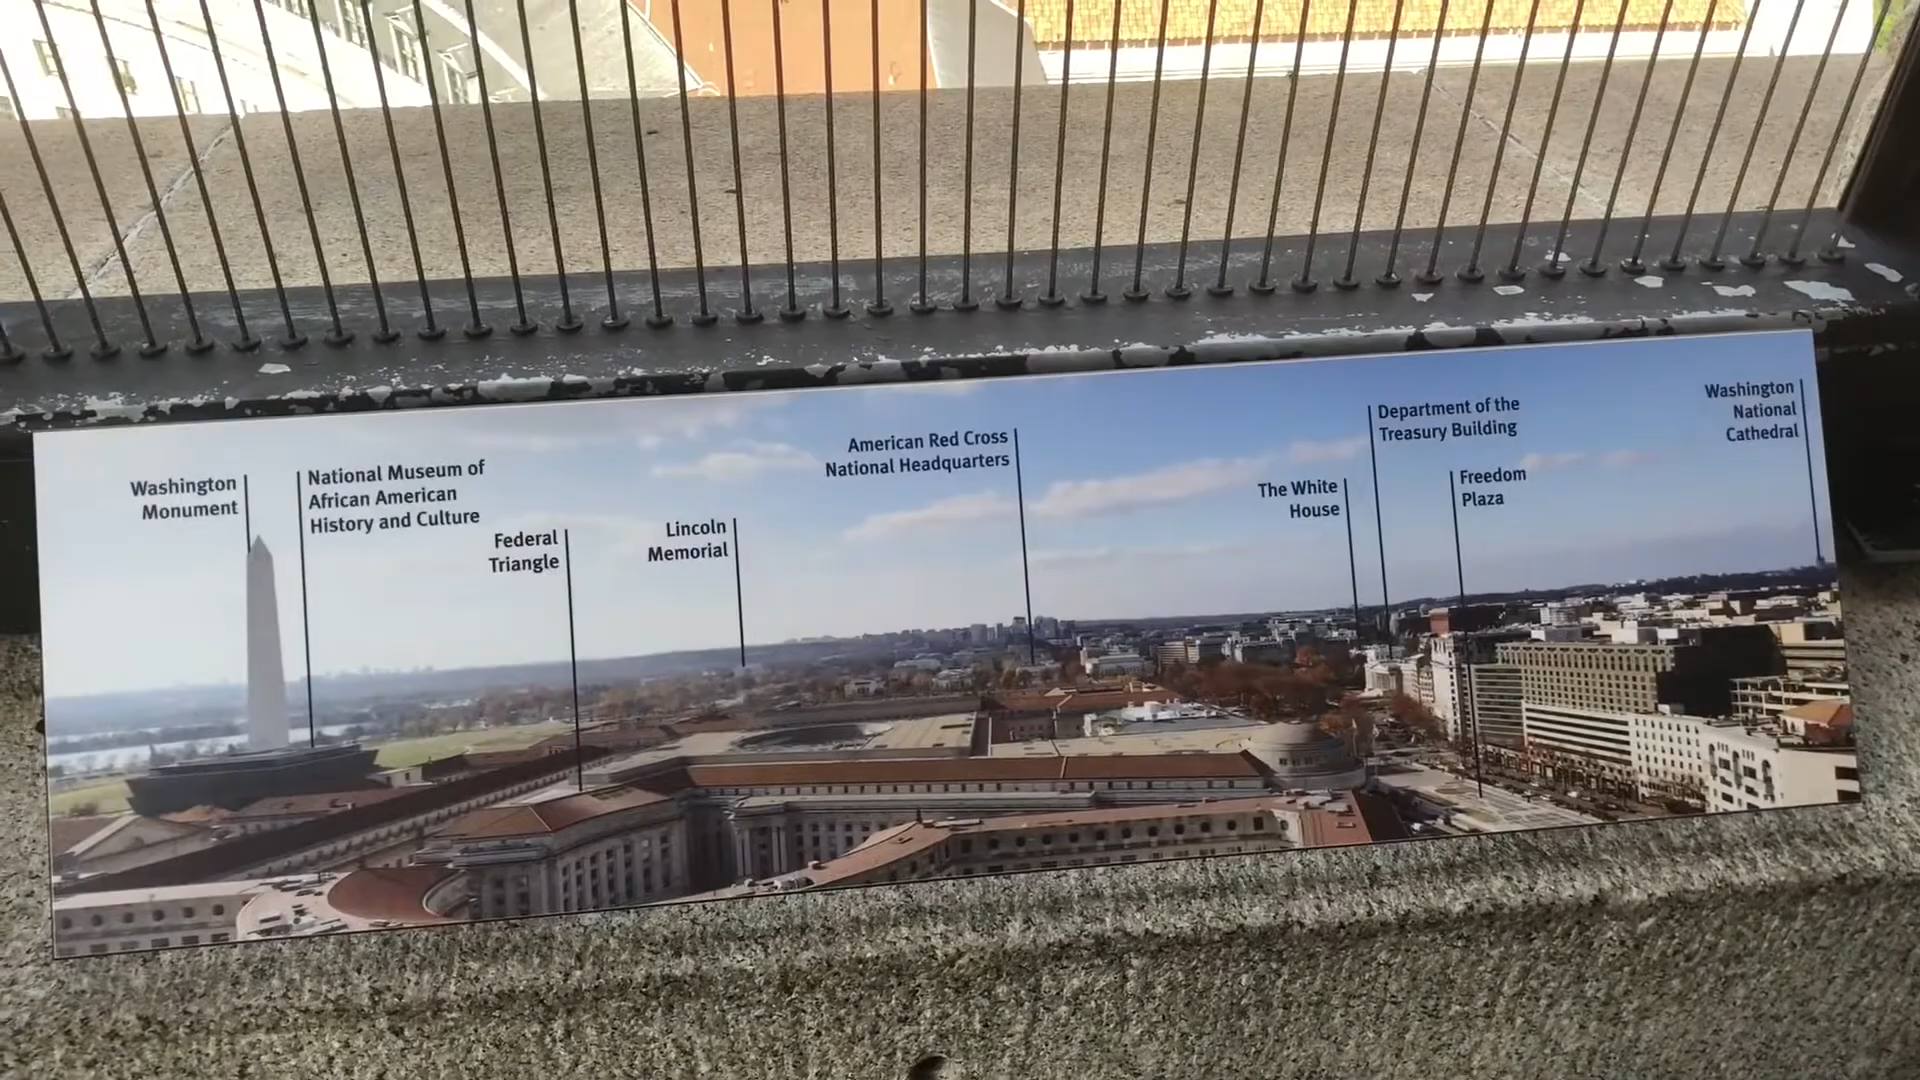 Washington
Monument
National Museum of
African American
History and Culture
Federal
Triangle
Lincoln
Memorial
American Red Cross
National Headquarters
The White
House
Department of the
Treasury Building
Freedom
Plaza
Washington
National
Cathedral